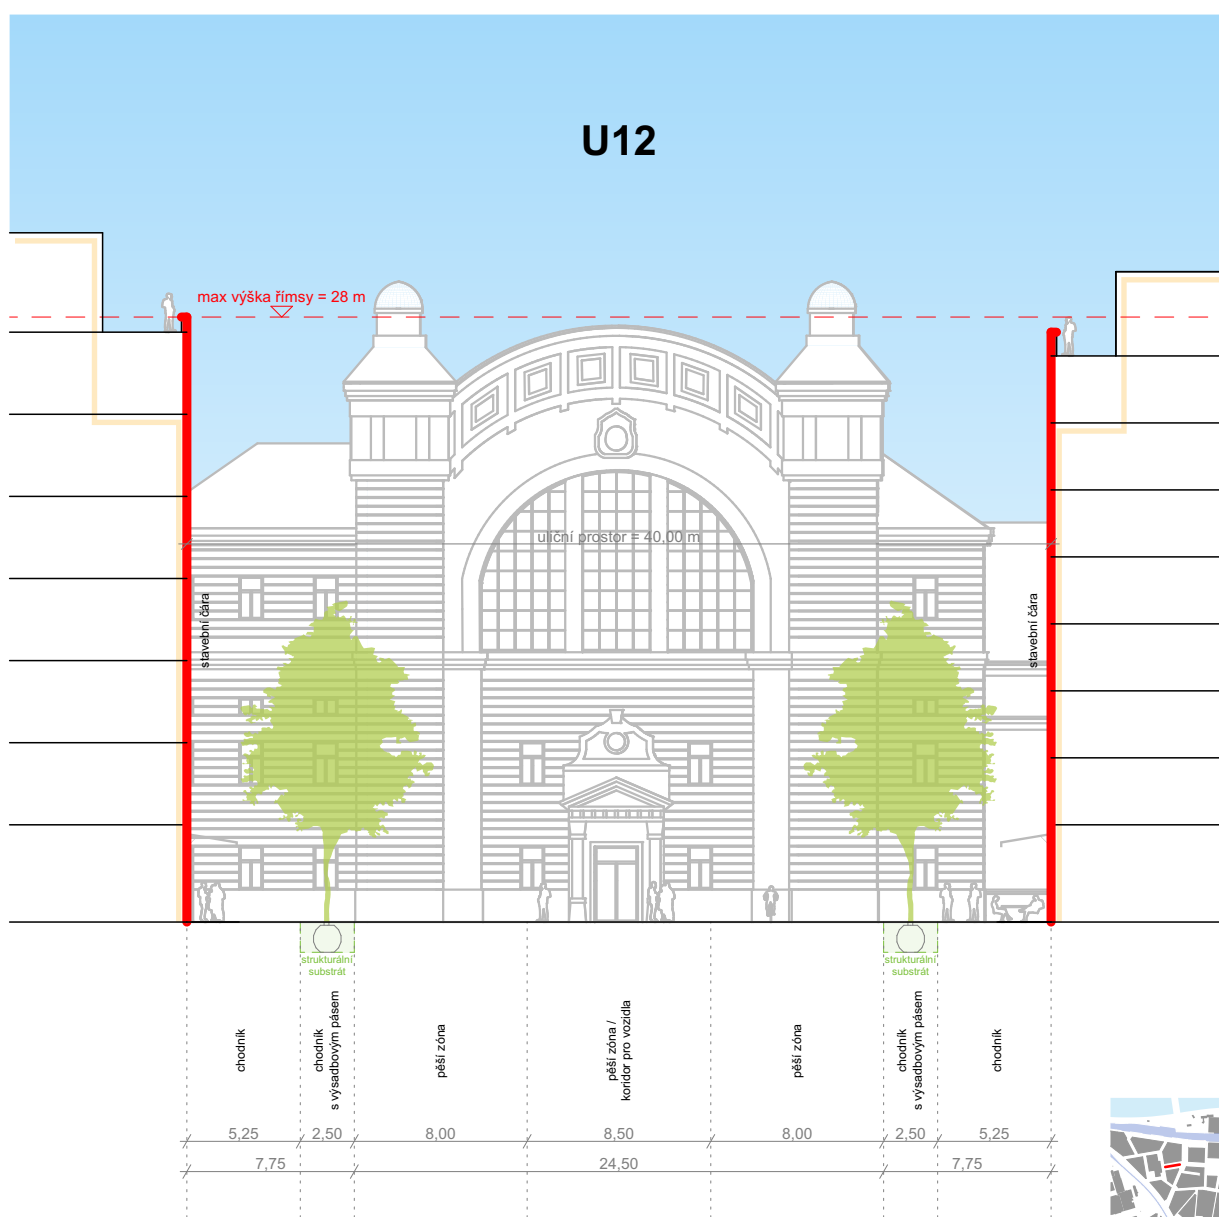 U12
max výška římsy = 28 m
uliční prostor = 40,00 m
stavební čára
stavební čára
strukturální
substrát
strukturální
substrát
chodník
chodník
s výsadbovým pásem
pěší zóna
pěší zóna /
koridor pro vozidla
pěší zóna
chodník
s výsadbovým pásem
chodník
5,25
2,50
8,00
8,50
8,00
2,50
5,25
7,75
24,50
7,75